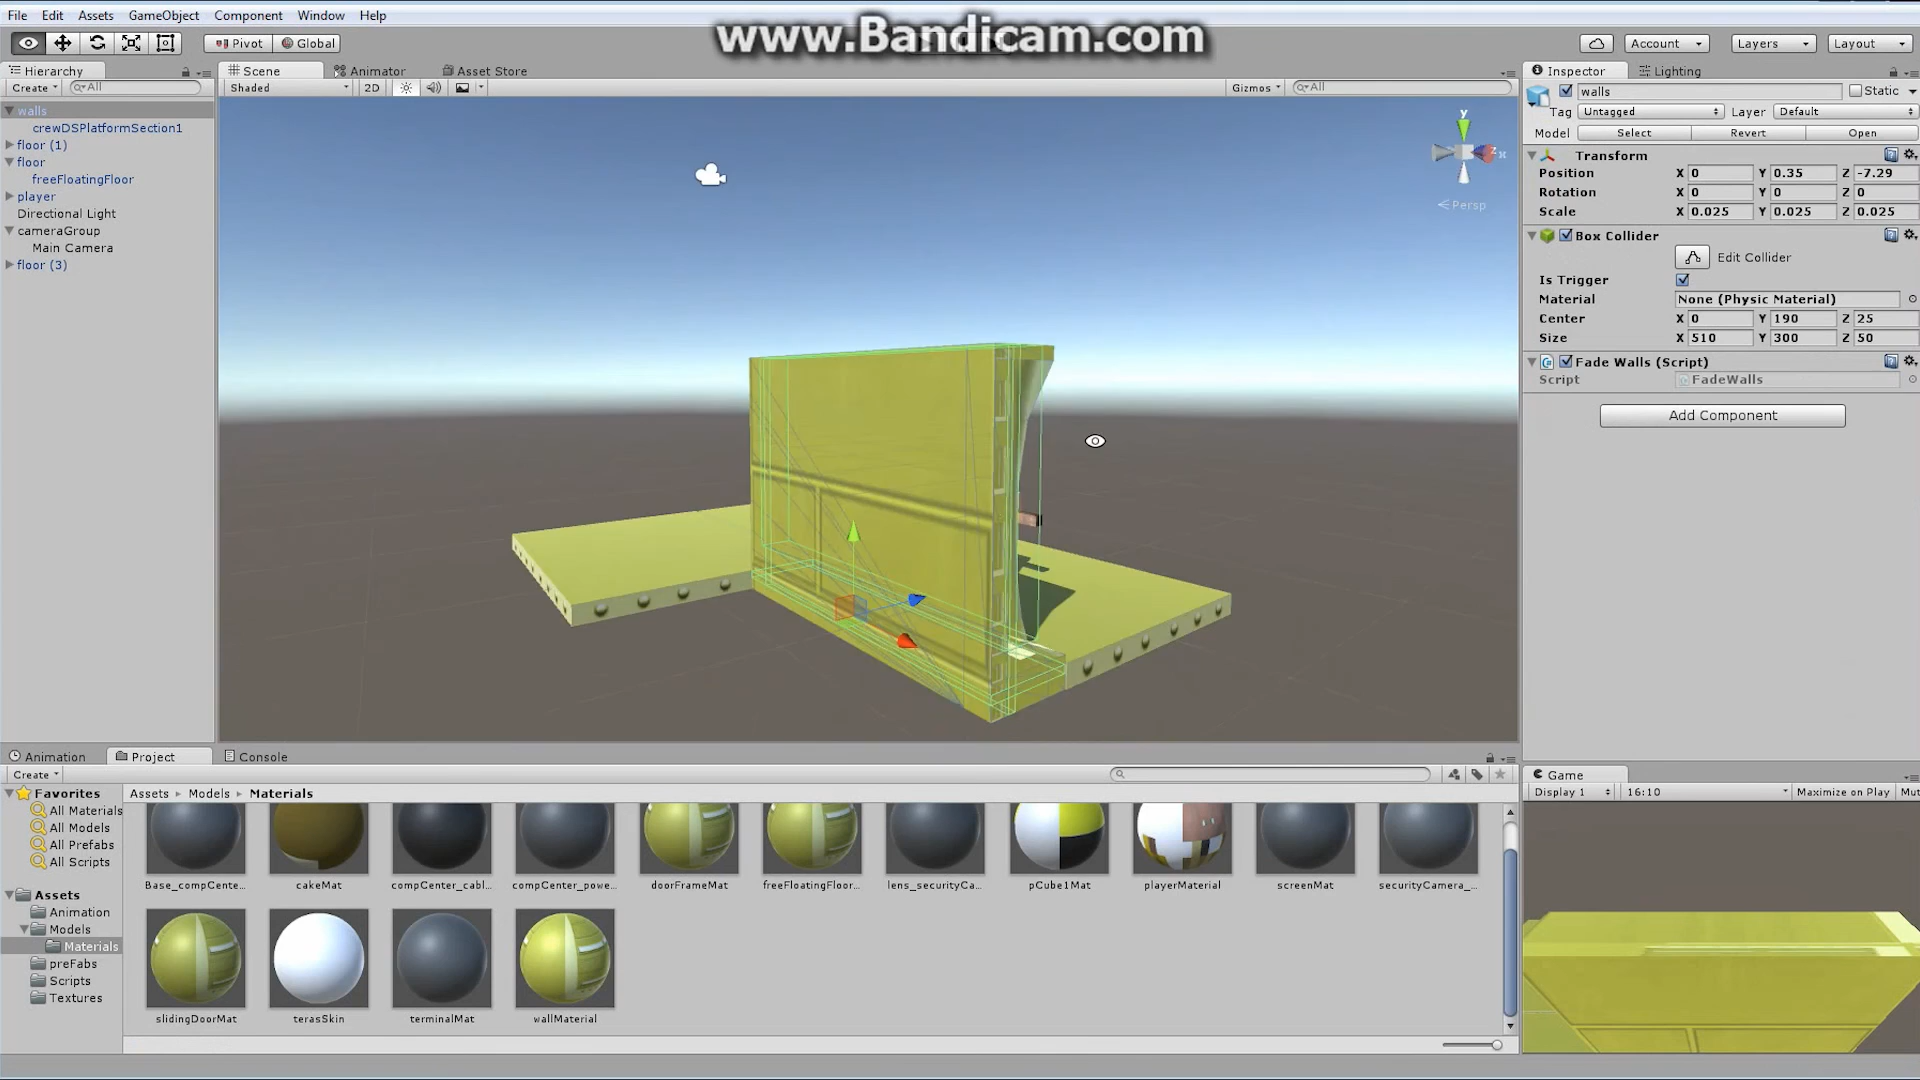 File Edit Assets GameObject Component Window Help
www.Bandicam.com
Pivot Global Account Layers Layout
Hierarchy Scene Animator Asset Store Inspector Lighting
Create All Shaded 2D Gizmos All
walls
crewDSPlatformSection1
floor (1)
floor
freeFloatingFloor
player
Directional Light
cameraGroup
Main Camera
floor (3)
y
z x
Persp
walls Static
Tag Untagged Layer Default
Model Select Revert Open
Transform
Position X 0 Y 0.35 Z -7.29
Rotation X 0 Y 0 Z 0
Scale X 0.025 Y 0.025 Z 0.025
Box Collider
Edit Collider
Is Trigger
Material None (Physic Material)
Center X 0 Y 190 Z 25
Size X 510 Y 300 Z 50
Fade Walls (Script)
Script FadeWalls
Add Component
Animation Project Console
Create
Favorites
All Materials
All Models
All Prefabs
All Scripts
Assets
Animation
Models
Materials
preFabs
Scripts
Textures
Assets Models Materials
Base_compCente... cakeMat compCenter_cabl... compCenter_powe... doorFrameMat freeFloatingFloor... lens_securityCa... pCube1Mat playerMaterial screenMat securityCamera_...
slidingDoorMat terasSkin terminalMat wallMaterial
Game
Display 1 16:10 Maximize on Play Mut